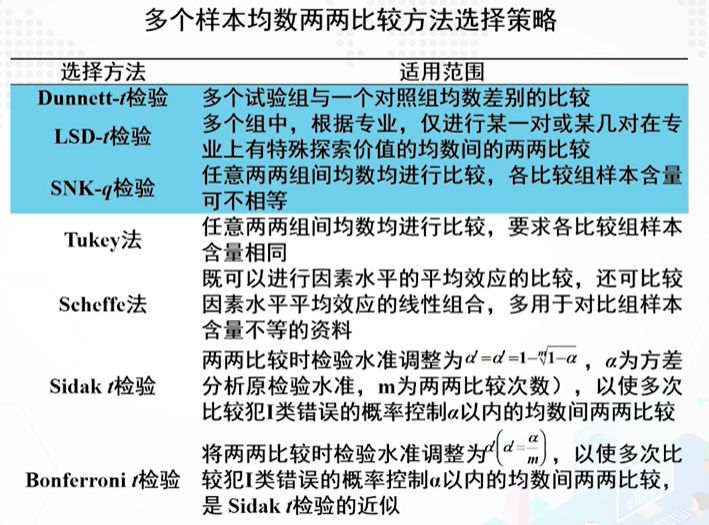 多个样本均数两两比较方法选择策略
选择方法 适用范围
Dunnett-t检验 多个试验组与一个对照组均数差别的比较
LSD-t检验 多个组中，根据专业，仅进行某一对或某几对在专
业上有特殊探索价值的均数间的两两比较
SNK-q检验 任意两两组间均数均进行比较，各比较组样本含量
可不相等
Tukey法 任意两两组间均数均进行比较，要求各比较组样本
含量相同
Scheffe法 既可以进行因素水平的平均效应的比较，还可比较
因素水平平均效应的线性组合，多用于对比组样本
含量不等的资料
Sidak t检验 两两比较时检验水准调整为α'=α'=1-ᵐ√1-α ，α为方差
分析原检验水准，m为两两比较次数），以使多次
比较犯I类错误的概率控制α以内的均数间两两比较
Bonferroni t检验 将两两比较时检验水准调整为α'(α'=α/m)，以使多次比
较犯I类错误的概率控制α以内的均数间两两比较，
是 Sidak t检验的近似